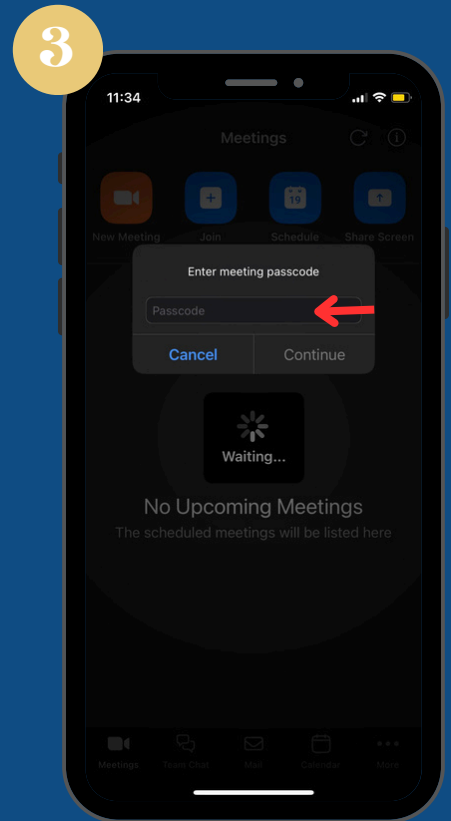 3
11:34
Meetings
19
New Meeting Join Schedule Share Screen
Enter meeting passcode
Passcode
Cancel Continue
Waiting...
No Upcoming Meetings
The scheduled meetings will be listed here
Meetings Team Chat Mail Calendar More